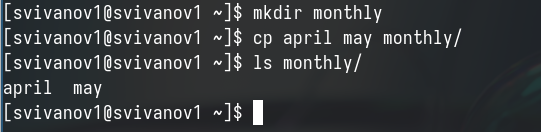 [svivanov1@svivanov1 ~]$ mkdir monthly
[svivanov1@svivanov1 ~]$ cp april may monthly/
[svivanov1@svivanov1 ~]$ ls monthly/
april  may
[svivanov1@svivanov1 ~]$